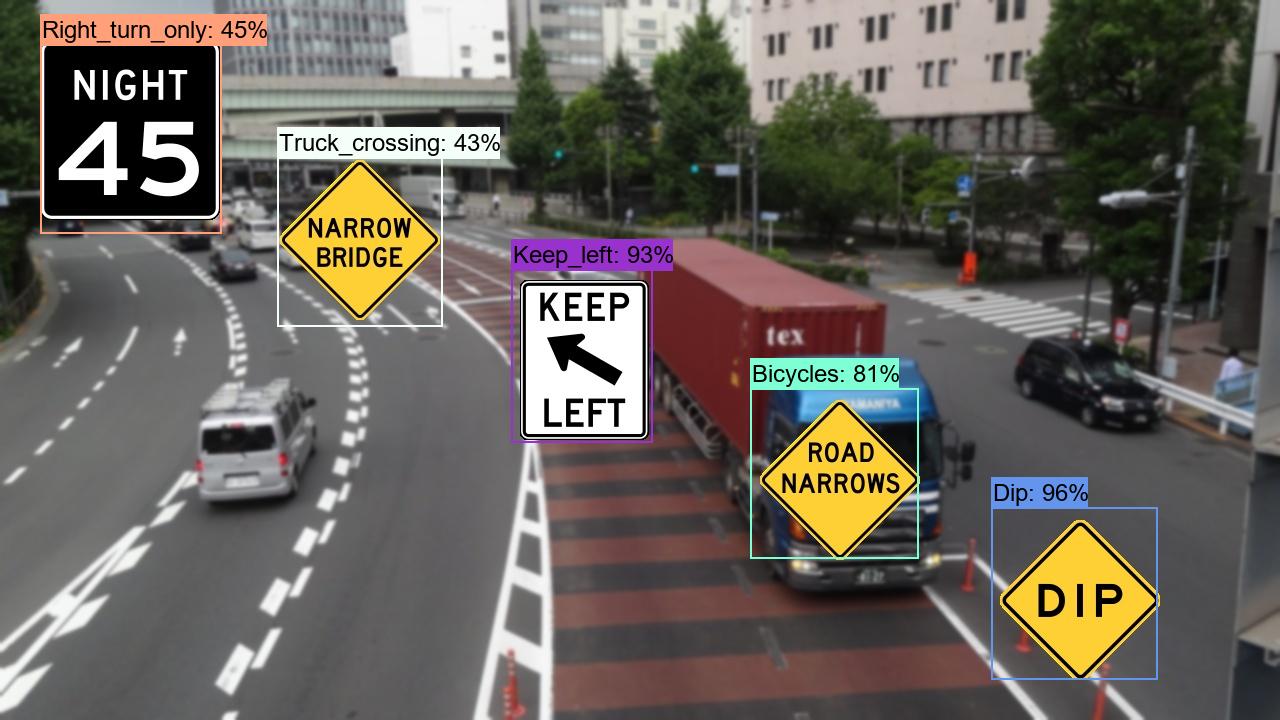 Right_turn_only: 45%
NIGHT
45
Truck_crossing: 43%
NARROW
BRIDGE
Keep_left: 93%
KEEP
LEFT
tex
Bicycles: 81%
ROAD
NARROWS
Dip: 96%
DIP